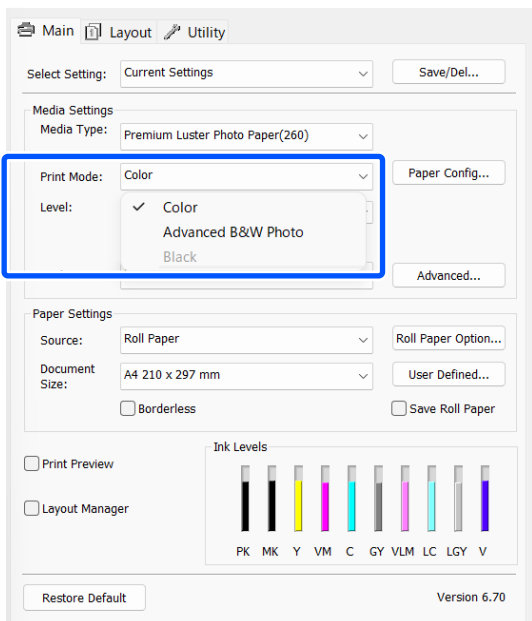 Main Layout Utility
Select Setting: Current Settings Save/Del...
Media Settings
Media Type: Premium Luster Photo Paper(260)
Print Mode: Color Paper Config...
Level: Color
Advanced B&W Photo
Black
Advanced...
Paper Settings
Source: Roll Paper Roll Paper Option...
Document
Size: A4 210 x 297 mm User Defined...
Borderless Save Roll Paper
Ink Levels
Print Preview
Layout Manager
PK MK Y VM C GY VLM LC LGY V
Restore Default Version 6.70